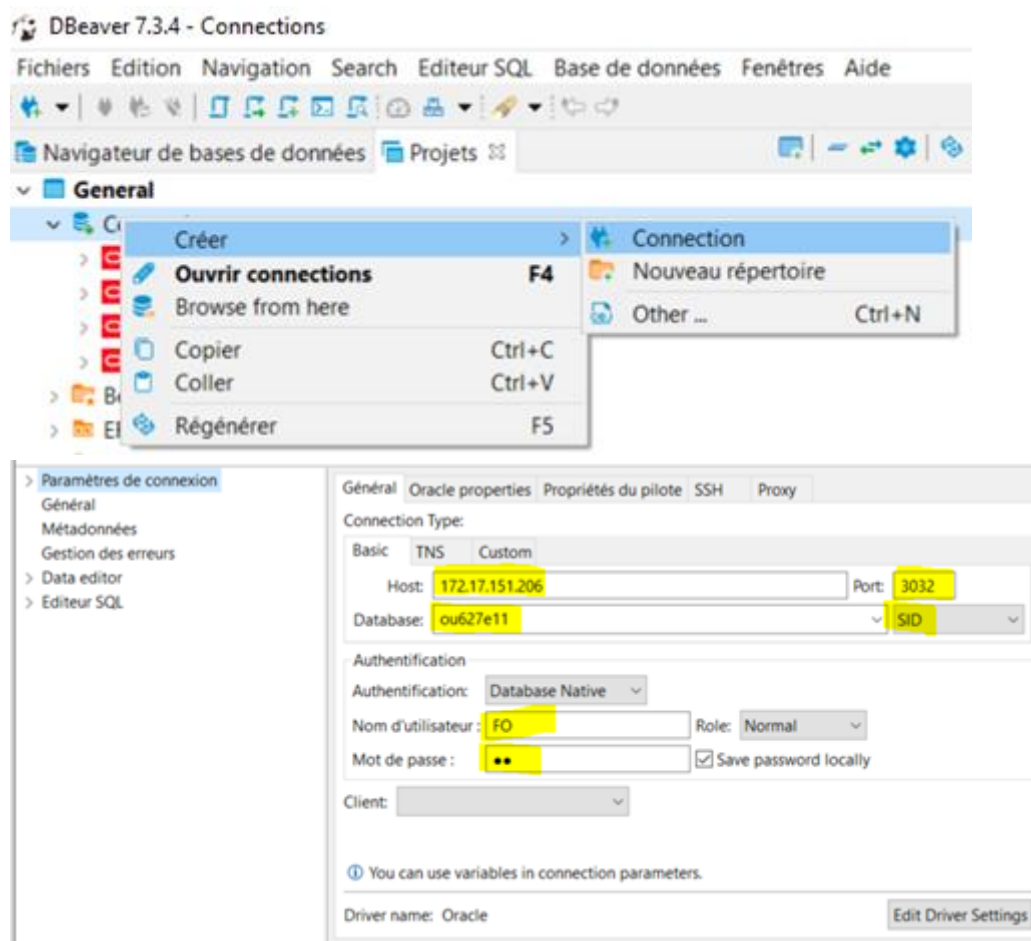 DBeaver 7.3.4 - Connections
Fichiers Edition Navigation Search Editeur SQL Base de données Fenêtres Aide
Navigateur de bases de données Projets
General
Créer
Connection
Ouvrir connections F4
Nouveau répertoire
Browse from here
Other ... Ctrl+N
Copier Ctrl+C
Coller Ctrl+V
Régénérer F5
Paramètres de connexion
Général
Métadonnées
Gestion des erreurs
Data editor
Editeur SQL
Général Oracle properties Propriétés du pilote SSH Proxy
Connection Type:
Basic TNS Custom
Host: 172.17.151.206 Port: 3032
Database: ou627e11 SID
Authentification
Authentification: Database Native
Nom d'utilisateur : FO Role: Normal
Mot de passe : •• Save password locally
Client:
You can use variables in connection parameters.
Driver name: Oracle Edit Driver Settings